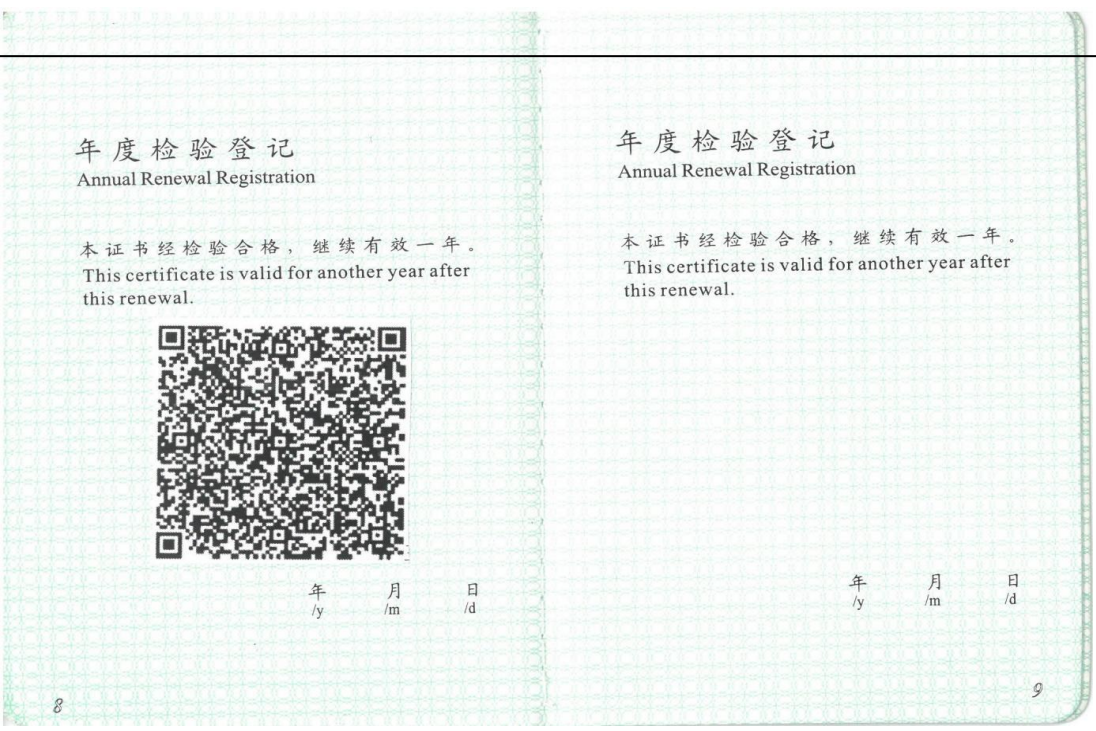 年度检验登记
Annual Renewal Registration
本证书经检验合格，继续有效一年。
This certificate is valid for another year after
this renewal.
年 月 日
/y /m /d
8
年度检验登记
Annual Renewal Registration
本证书经检验合格，继续有效一年。
This certificate is valid for another year after
this renewal.
年 月 日
/y /m /d
9